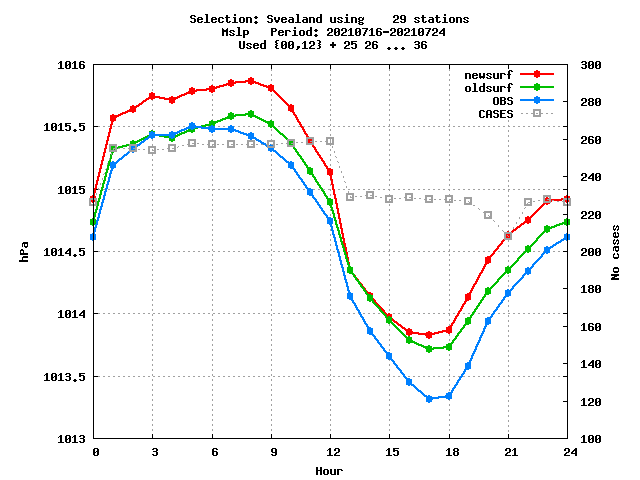 Selection: Svealand using    29 stations
Mslp   Period: 20210716-20210724
Used {00,12} + 25 26 ... 36
1016
1015,5
1015
1014,5
1014
1013,5
1013
hPa
300
280
260
240
220
200
180
160
140
120
100
No cases
newsurf
oldsurf
OBS
CASES
0 3 6 9 12 15 18 21 24
Hour